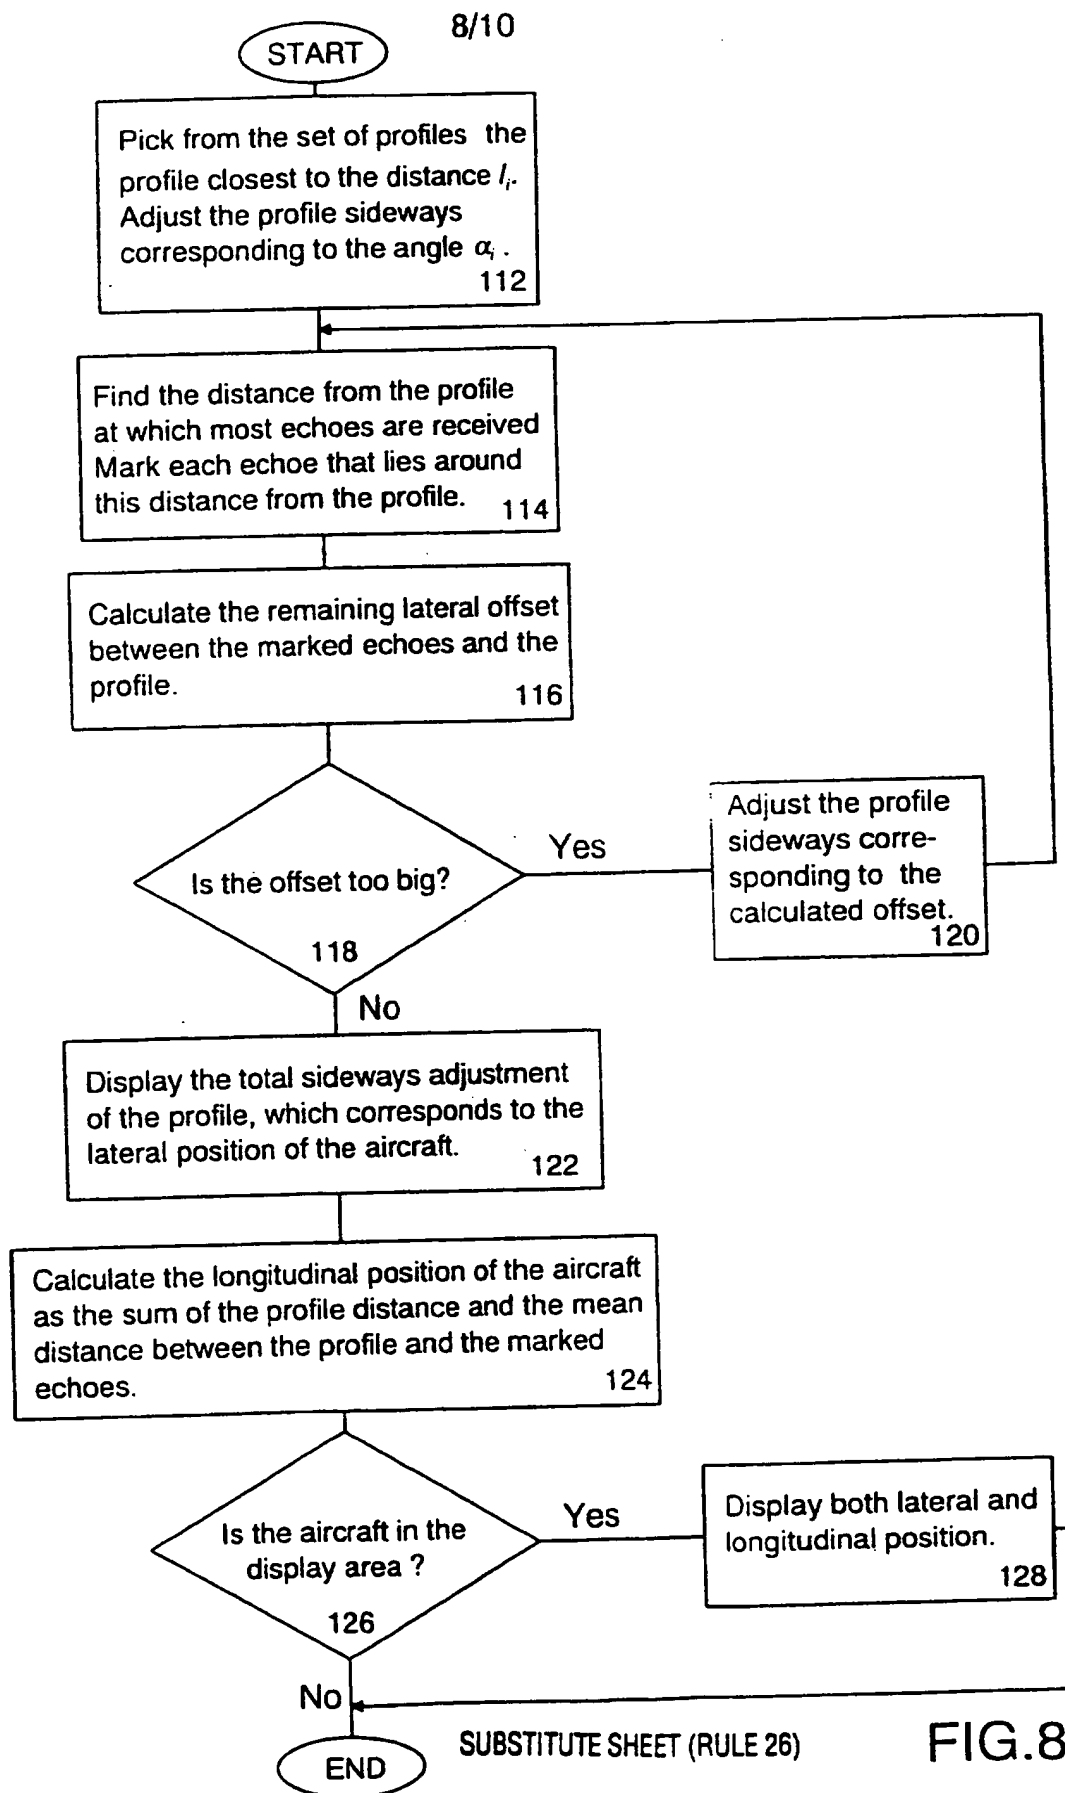 8/10
START
Pick from the set of profiles the
profile closest to the distance lᵢ.
Adjust the profile sideways
corresponding to the angle αᵢ .
112
Find the distance from the profile
at which most echoes are received
Mark each echoe that lies around
this distance from the profile.
114
Calculate the remaining lateral offset
between the marked echoes and the
profile.
116
Is the offset too big?
118
Yes
Adjust the profile
sideways corre-
sponding to the
calculated offset.
120
No
Display the total sideways adjustment
of the profile, which corresponds to the
lateral position of the aircraft.
122
Calculate the longitudinal position of the aircraft
as the sum of the profile distance and the mean
distance between the profile and the marked
echoes.
124
Is the aircraft in the
display area ?
126
Yes
Display both lateral and
longitudinal position.
128
No
END
SUBSTITUTE SHEET (RULE 26)
FIG.8